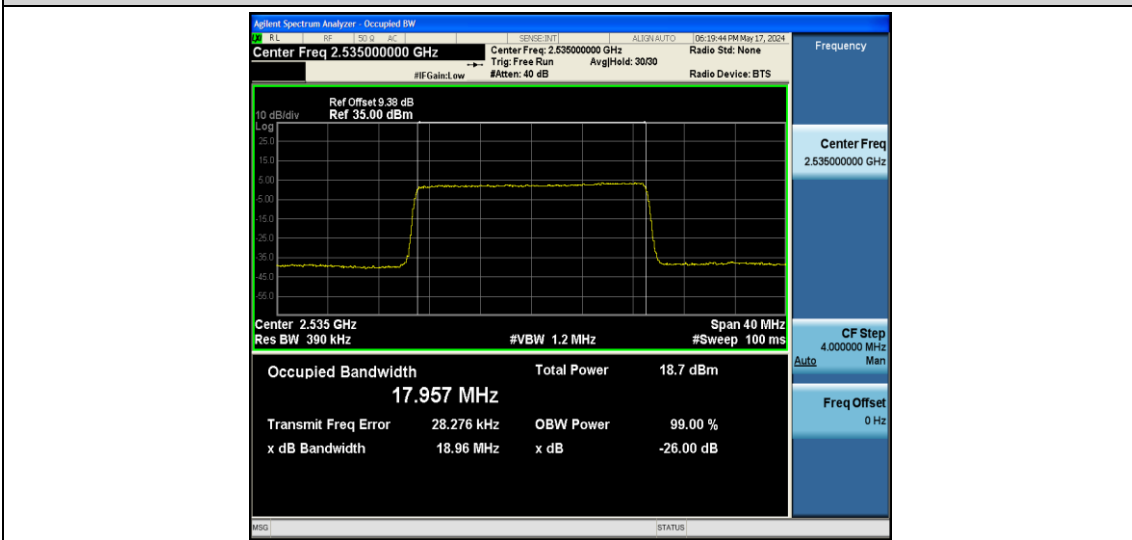 Agilent Spectrum Analyzer - Occupied BW
RL RF 50 Ω AC SENSE:INT ALIGN AUTO 06:19:44 PM May 17, 2024
Center Freq 2.535000000 GHz
Center Freq: 2.535000000 GHz
Radio Std: None
Trig: Free Run Avg|Hold: 30/30
#IFGain:Low
#Atten: 40 dB
Radio Device: BTS
Ref Offset 9.38 dB
10 dB/div Ref 35.00 dBm
Log
25.0
15.0
5.00
-5.00
-15.0
-25.0
-35.0
-45.0
-55.0
Center 2.535 GHz Span 40 MHz
Res BW 390 kHz #VBW 1.2 MHz #Sweep 100 ms
Occupied Bandwidth Total Power 18.7 dBm
17.957 MHz
Transmit Freq Error 28.276 kHz OBW Power 99.00 %
x dB Bandwidth 18.96 MHz x dB -26.00 dB
MSG STATUS
Frequency
Center Freq
2.535000000 GHz
CF Step
4.000000 MHz
Auto Man
Freq Offset
0 Hz